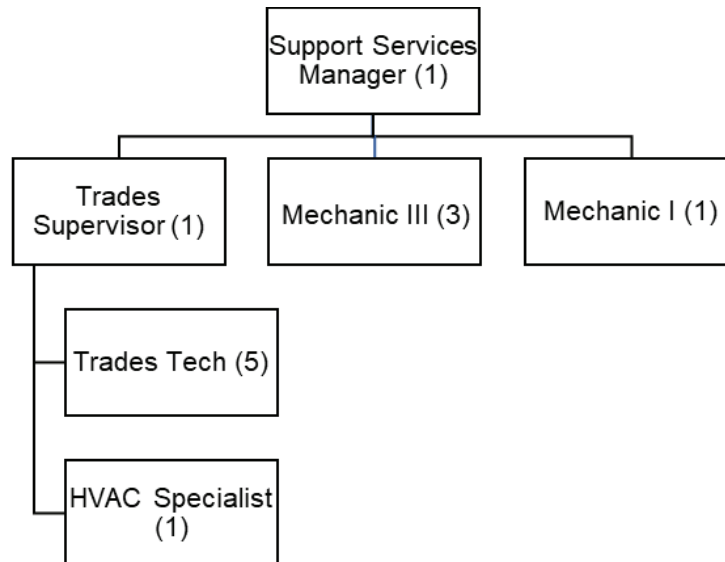 Support Services
Manager (1)
Trades
Supervisor (1)
Mechanic III (3)
Mechanic I (1)
Trades Tech (5)
HVAC Specialist
(1)